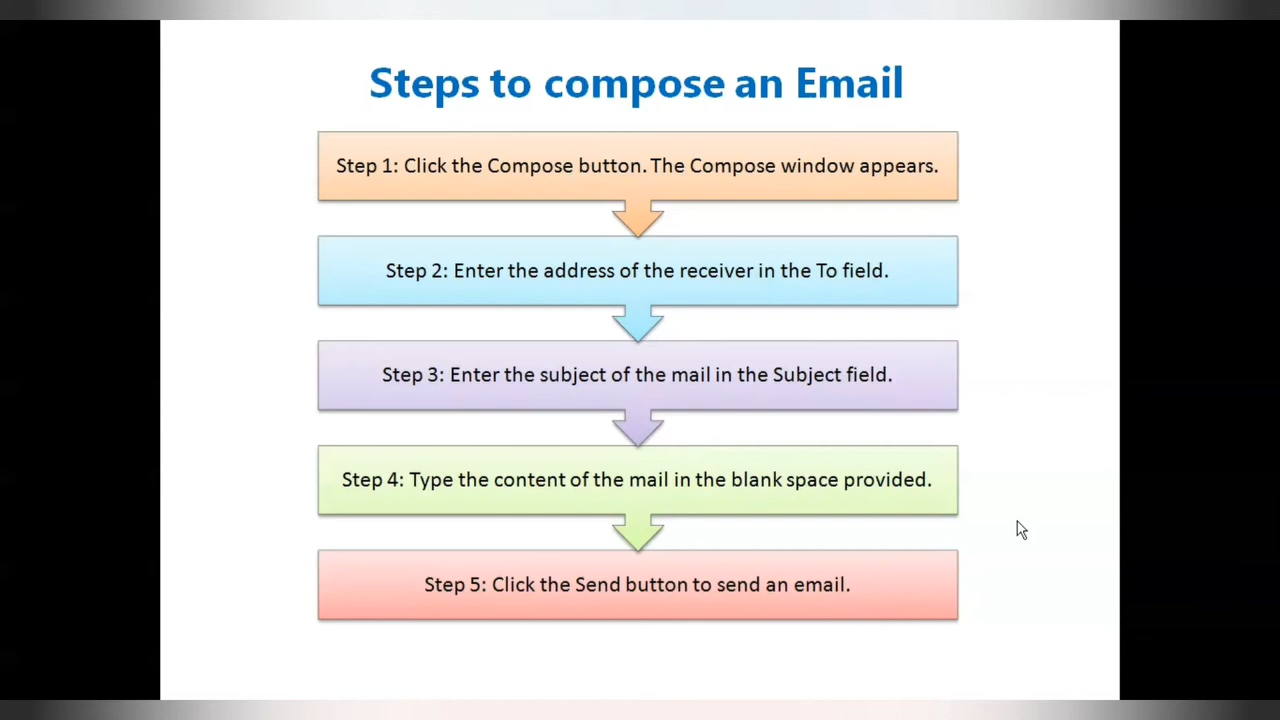 Steps to compose an Email
Step 1: Click the Compose button. The Compose window appears.
Step 2: Enter the address of the receiver in the To field.
Step 3: Enter the subject of the mail in the Subject field.
Step 4: Type the content of the mail in the blank space provided.
Step 5: Click the Send button to send an email.